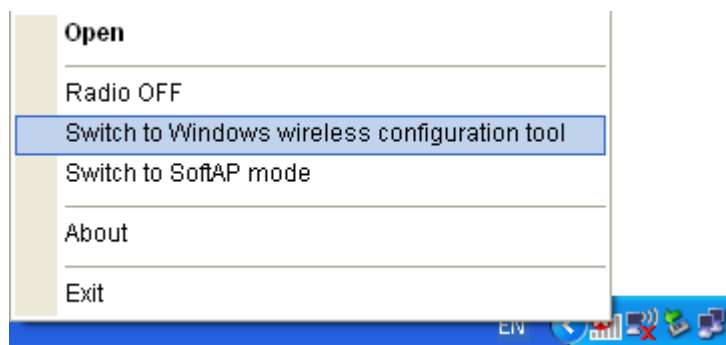 Open
Radio OFF
Switch to Windows wireless configuration tool
Switch to SoftAP mode
About
Exit
EN